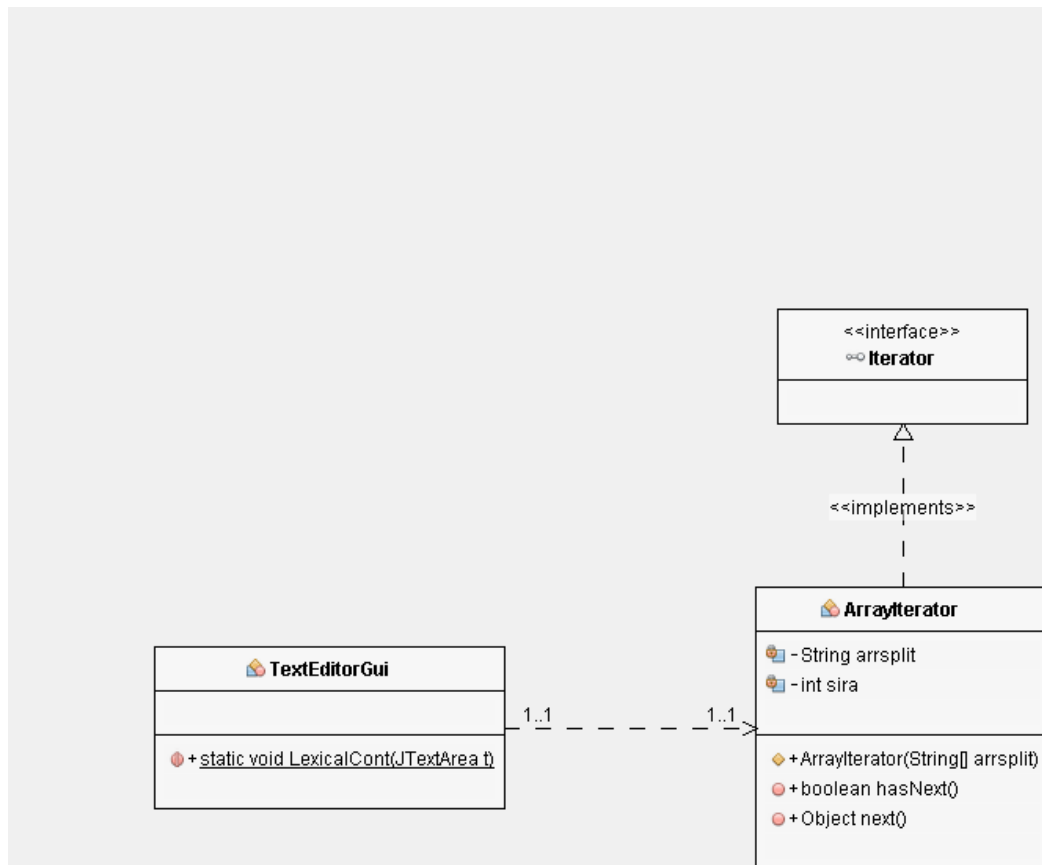 <<interface>>
Iterator
<<implements>>
ArrayIterator
-String arrsplit
-int sira
+ArrayIterator(String[] arrsplit)
+boolean hasNext()
+Object next()
TextEditorGui
+static void LexicalCont(JTextArea t)
1..1
1..1